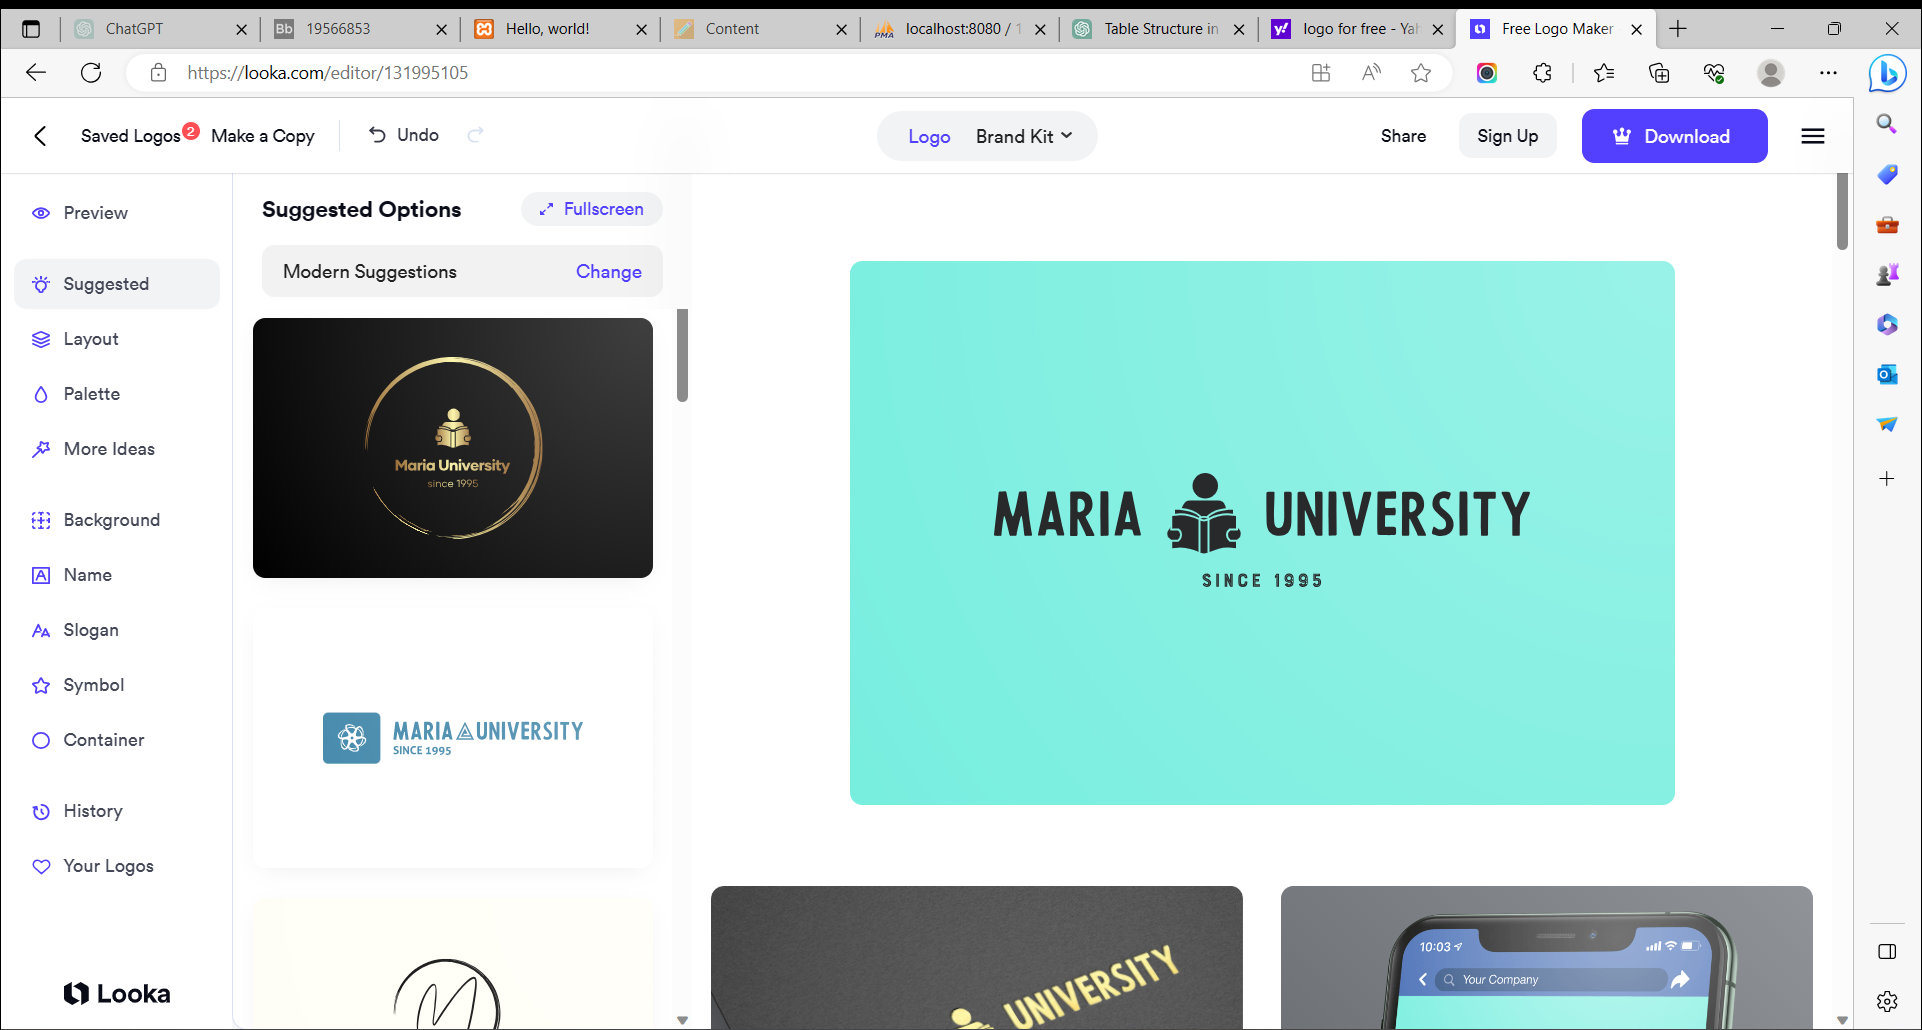 ChatGPT
Bb 19566853
Hello, world!
Content
PMA localhost:8080 / 1
Table Structure in
y! logo for free - Yah
Free Logo Maker
https://looka.com/editor/131995105
Saved Logos 2
Make a Copy
Undo
Logo
Brand Kit
Share
Sign Up
Download
Preview
Suggested
Layout
Palette
More Ideas
Background
Name
Slogan
Symbol
Container
History
Your Logos
Looka
Suggested Options
Fullscreen
Modern Suggestions
Change
Maria University
since 1995
MARIA UNIVERSITY
SINCE 1995
M
MARIA UNIVERSITY
SINCE 1995
UNIVERSITY
10:03
Your Company